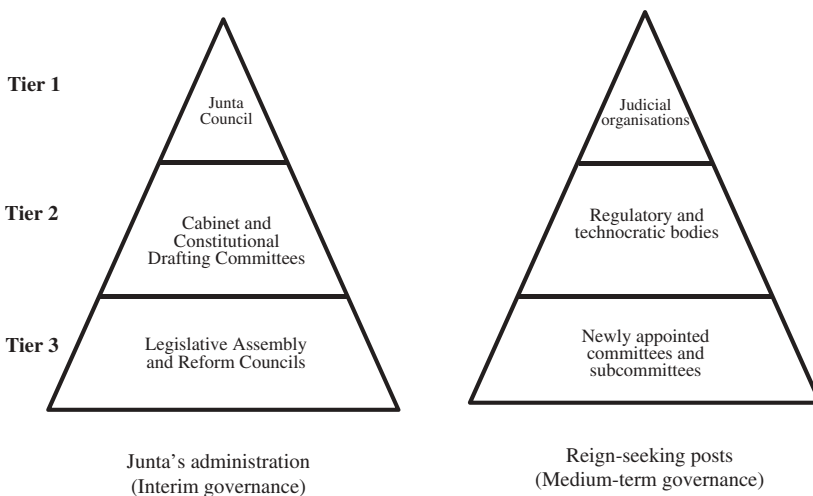 Tier 1
Junta
Council
Judicial
organisations
Tier 2
Cabinet and
Constitutional
Drafting Committees
Regulatory and
technocratic bodies
Tier 3
Legislative Assembly
and Reform Councils
Newly appointed
committees and
subcommittees
Junta’s administration
(Interim governance)
Reign-seeking posts
(Medium-term governance)